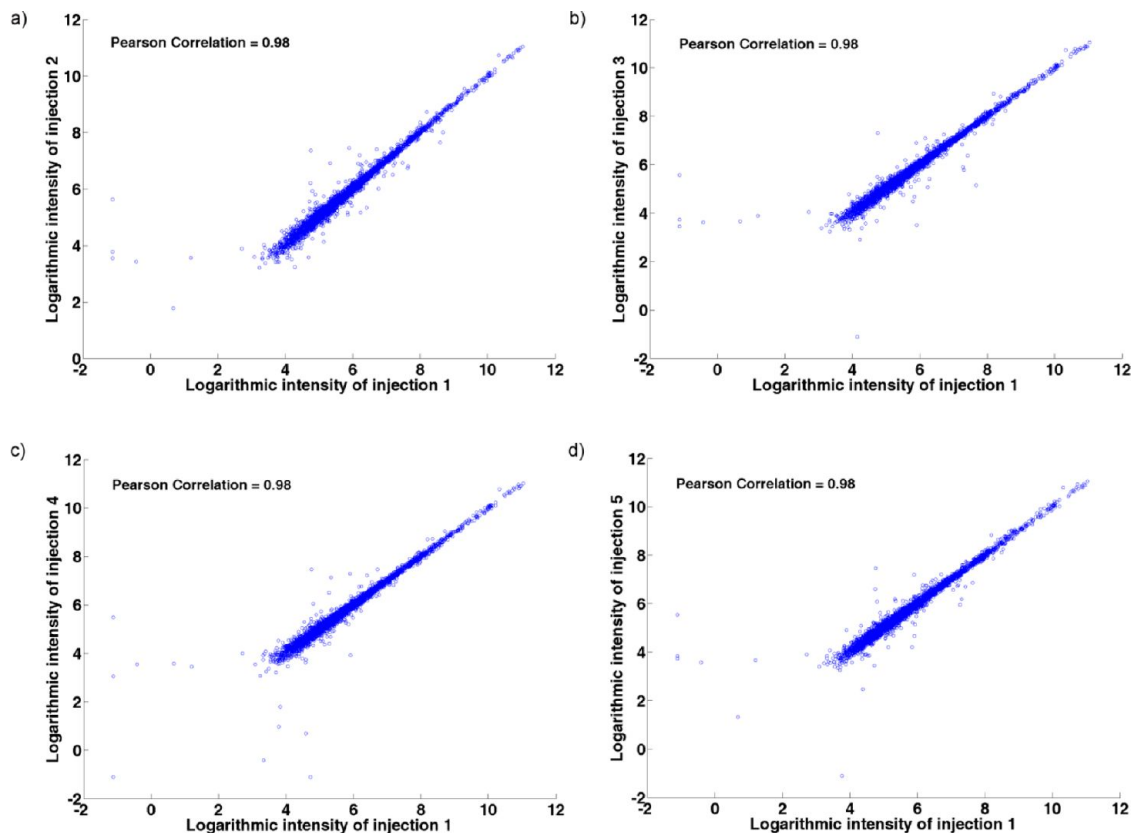 a)
12
10
8
6
4
2
0
Logarithmic intensity of injection 2
Pearson Correlation = 0.98
-2 0 2 4 6 8 10 12
Logarithmic intensity of injection 1
b)
12
10
8
6
4
2
0
-2
Logarithmic intensity of injection 3
Pearson Correlation = 0.98
-2 0 2 4 6 8 10 12
Logarithmic intensity of injection 1
c)
12
10
8
6
4
2
0
-2
Logarithmic intensity of injection 4
Pearson Correlation = 0.98
-2 0 2 4 6 8 10 12
Logarithmic intensity of injection 1
d)
12
10
8
6
4
2
0
-2
Logarithmic intensity of injection 5
Pearson Correlation = 0.98
-2 0 2 4 6 8 10 12
Logarithmic intensity of injection 1